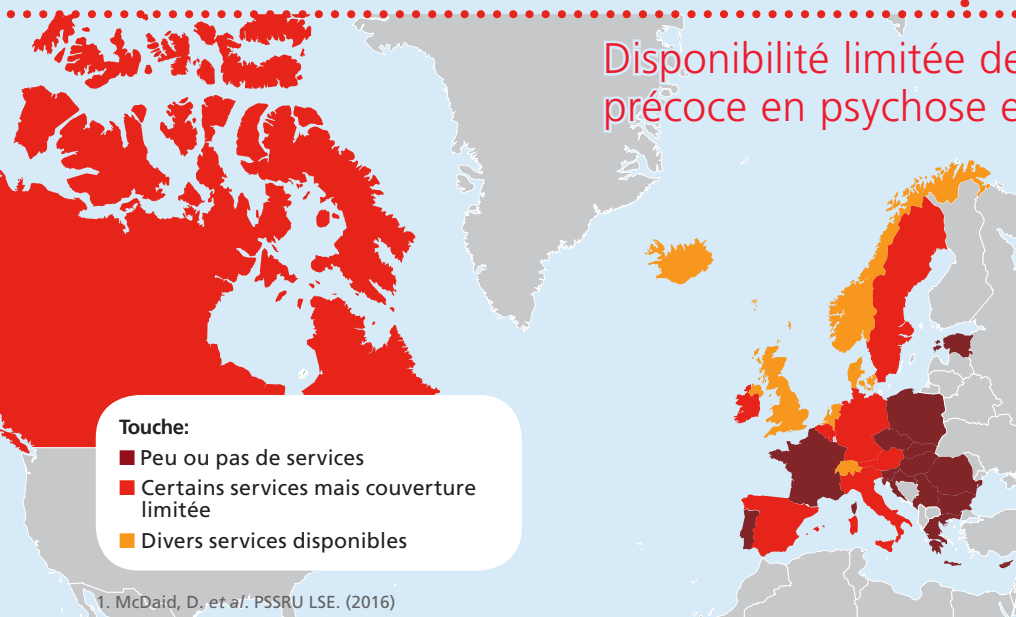 Disponibilité limitée de
précoce en psychose e
Touche:
Peu ou pas de services
Certains services mais couverture
limitée
Divers services disponibles
1. McDaid, D. et al. PSSRU LSE. (2016)